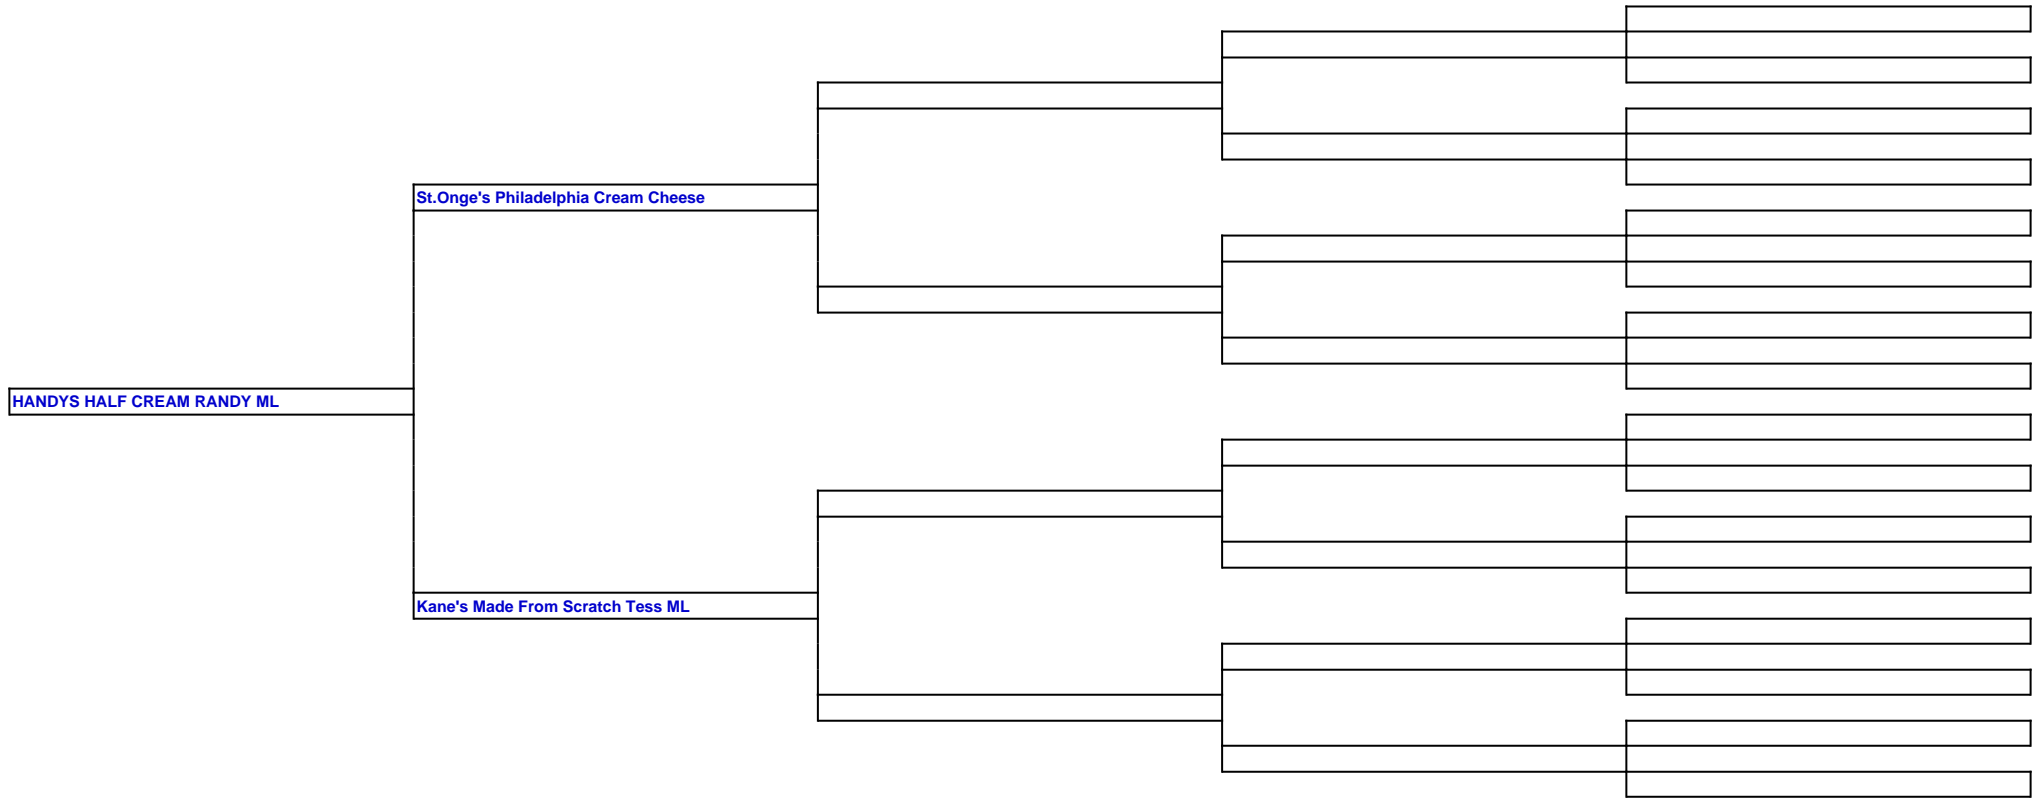 St.Onge's Philadelphia Cream Cheese
HANDYS HALF CREAM RANDY ML
Kane's Made From Scratch Tess ML